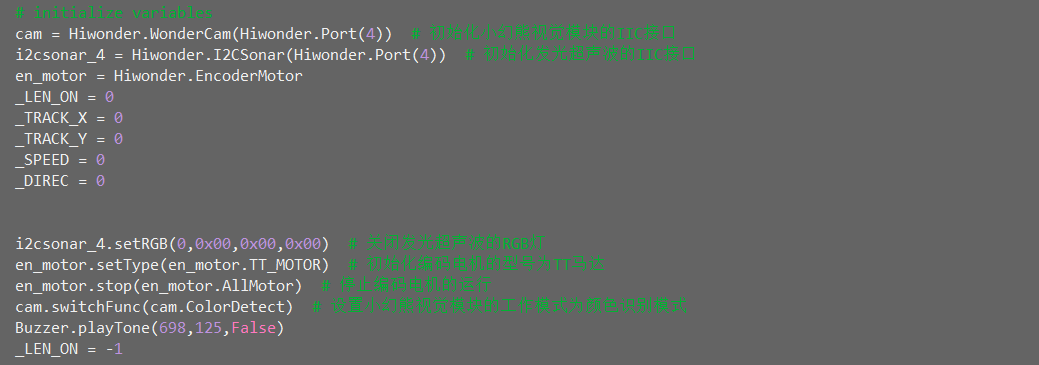 # initialize variables
cam = Hiwonder.WonderCam(Hiwonder.Port(4))  # 初始化小幻熊视觉模块的IIC接口
i2csonar_4 = Hiwonder.I2CSonar(Hiwonder.Port(4))  # 初始化发光超声波的IIC接口
en_motor = Hiwonder.EncoderMotor
_LEN_ON = 0
_TRACK_X = 0
_TRACK_Y = 0
_SPEED = 0
_DIREC = 0
i2csonar_4.setRGB(0,0x00,0x00,0x00)  # 关闭发光超声波的RGB灯
en_motor.setType(en_motor.TT_MOTOR)  # 初始化编码电机的型号为TT马达
en_motor.stop(en_motor.AllMotor)  # 停止编码电机的运行
cam.switchFunc(cam.ColorDetect)  # 设置小幻熊视觉模块的工作模式为颜色识别模式
Buzzer.playTone(698,125,False)
_LEN_ON = -1